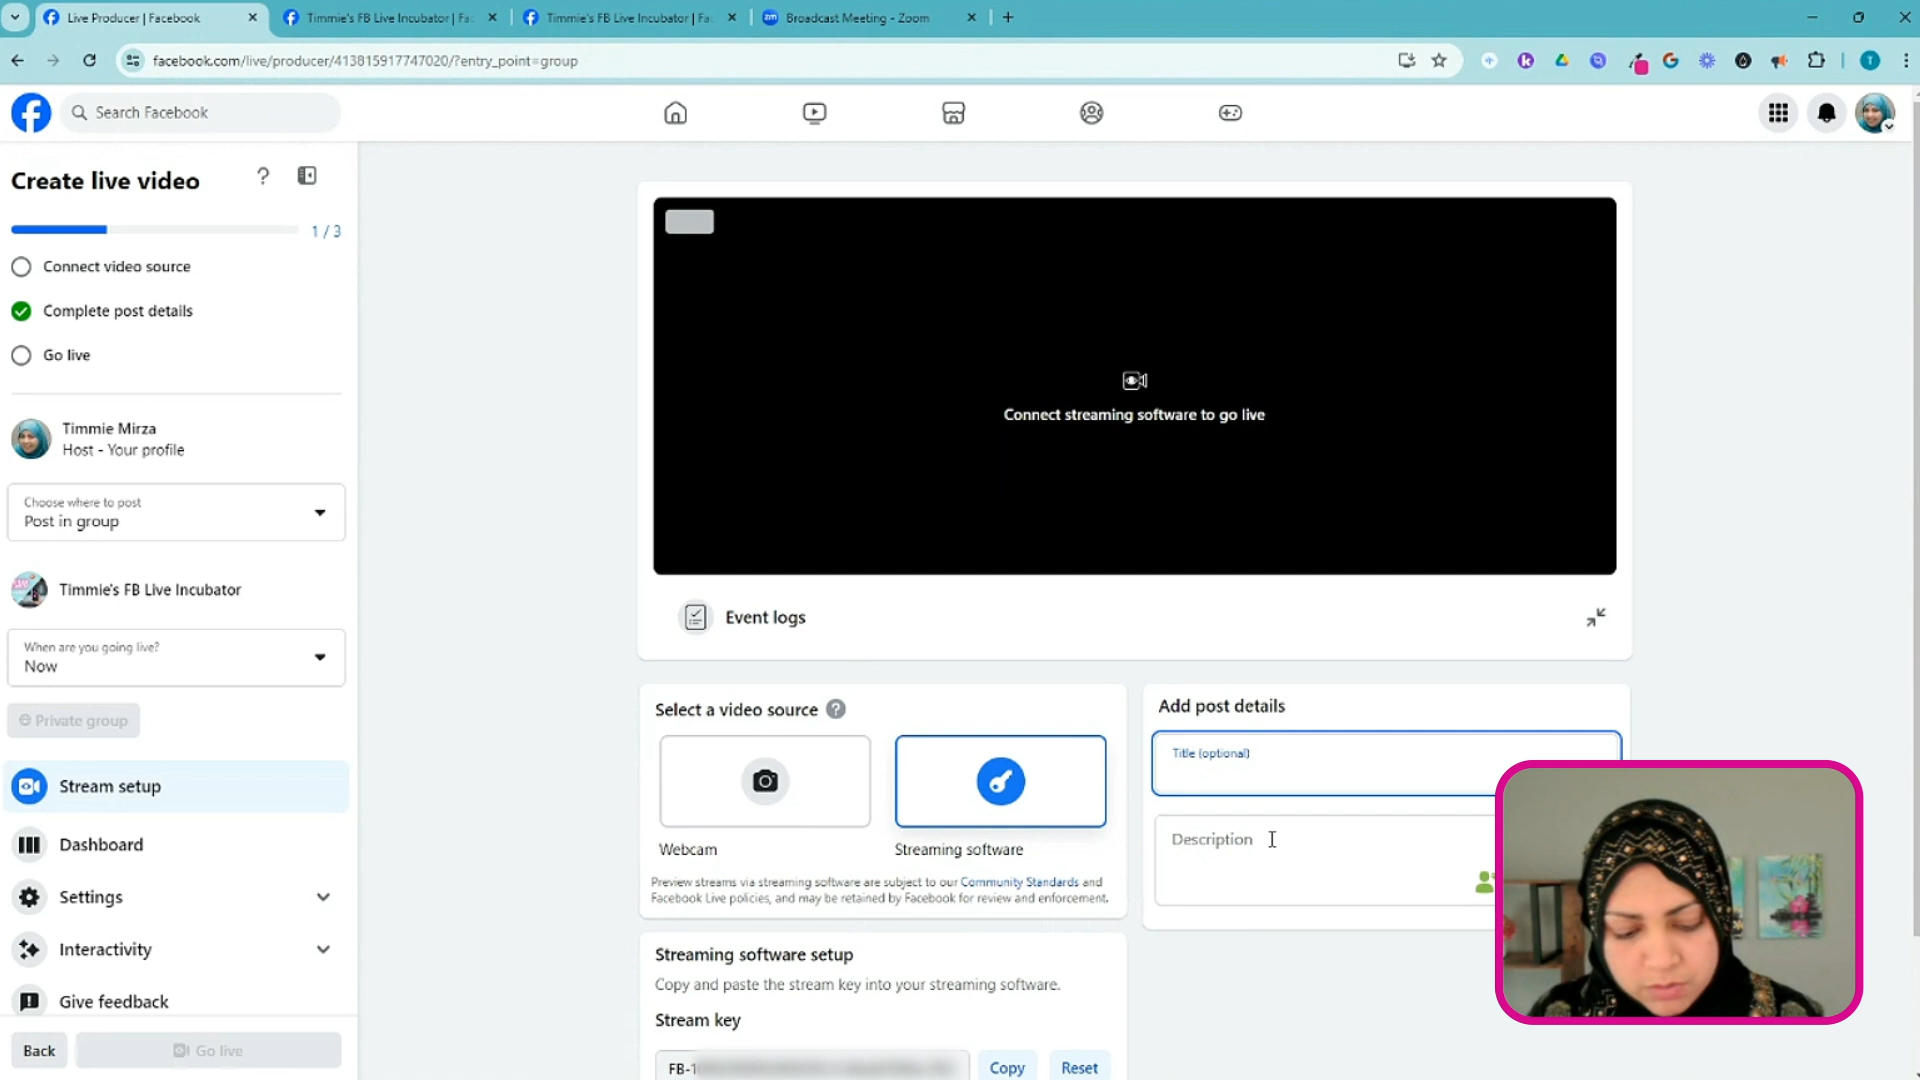 Live Producer | Facebook
Timmie's FB Live Incubator | Fa
Timmie's FB Live Incubator | Fa
zm Broadcast Meeting - Zoom
facebook.com/live/producer/413815917747020/?entry_point=group
T
Search Facebook
Create live video
1 / 3
Connect video source
Complete post details
Go live
Timmie Mirza
Host - Your profile
Choose where to post
Post in group
Timmie's FB Live Incubator
When are you going live?
Now
Private group
Stream setup
Dashboard
Settings
Interactivity
Give feedback
Back
Go live
Connect streaming software to go live
Event logs
Select a video source
Webcam
Streaming software
Preview streams via streaming software are subject to our Community Standards and
Facebook Live policies, and may be retained by Facebook for review and enforcement.
Streaming software setup
Copy and paste the stream key into your streaming software.
Stream key
FB-1
Copy
Reset
Add post details
Title (optional)
Description